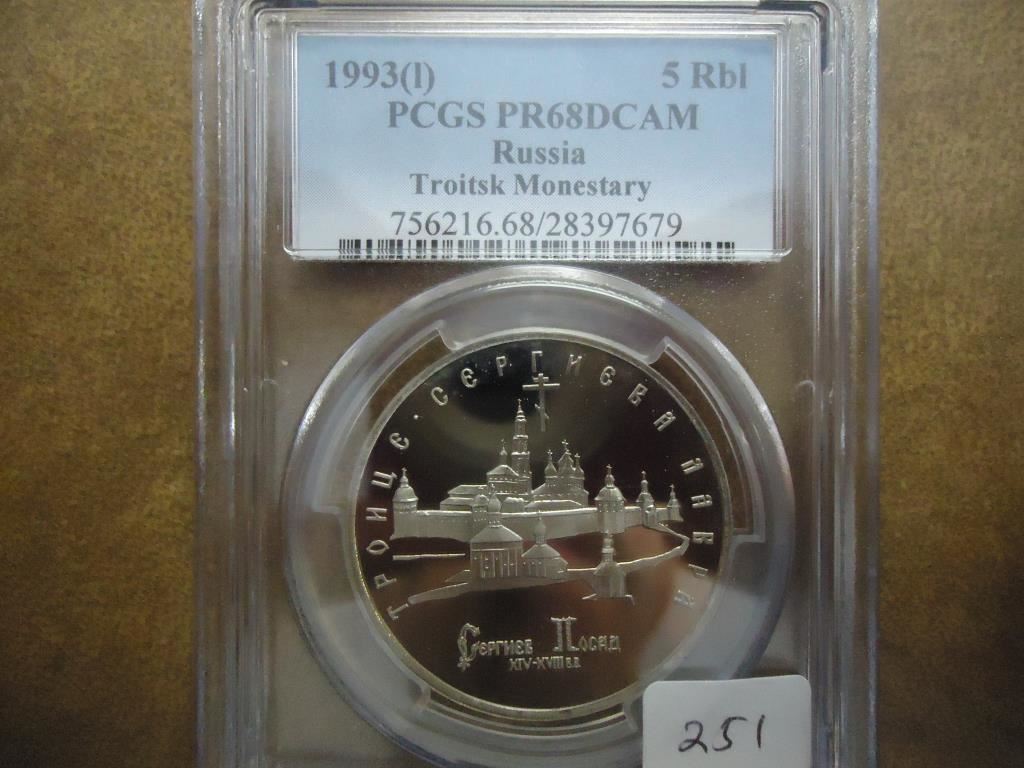 1993(l) 5 Rbl
PCGS PR68DCAM
Russia
Troitsk Monestary
756216.68/28397679
ТРОИЦЕ·СЕРГИЕВА ЛАВРА
Сергиев Посад
XIV-XVIII в.в.
251